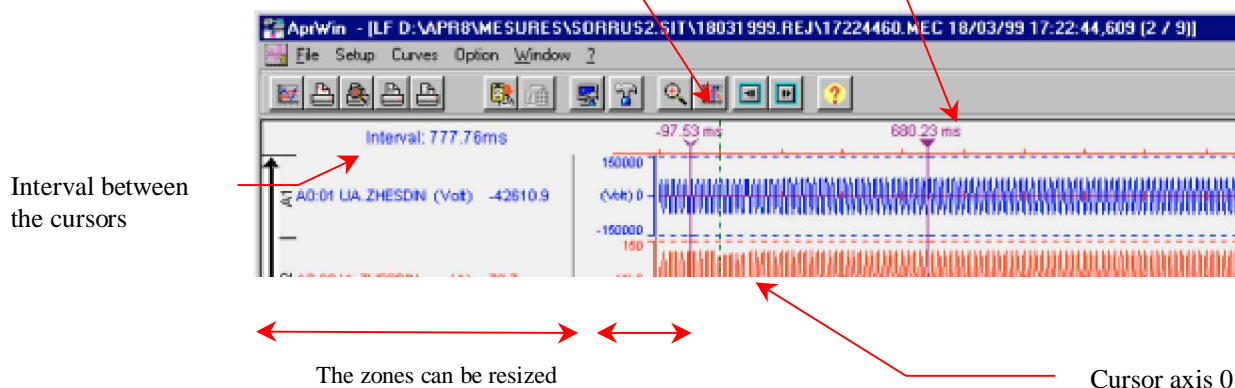 AprWin - [LF D:\APR8\MESURES\SORRUS2.SIT\18031999.REJ\17224460.MEC 18/03/99 17:22:44,609 (2 / 9)]
File Setup Curves Option Window ?
Interval: 777.76ms
-97.53 ms
680.23 ms
150000
A1
A0:01 UA.ZHESDIN (Volt) -42610.9
(Volt) 0
-150000
150
Interval between
the cursors
The zones can be resized
Cursor axis 0